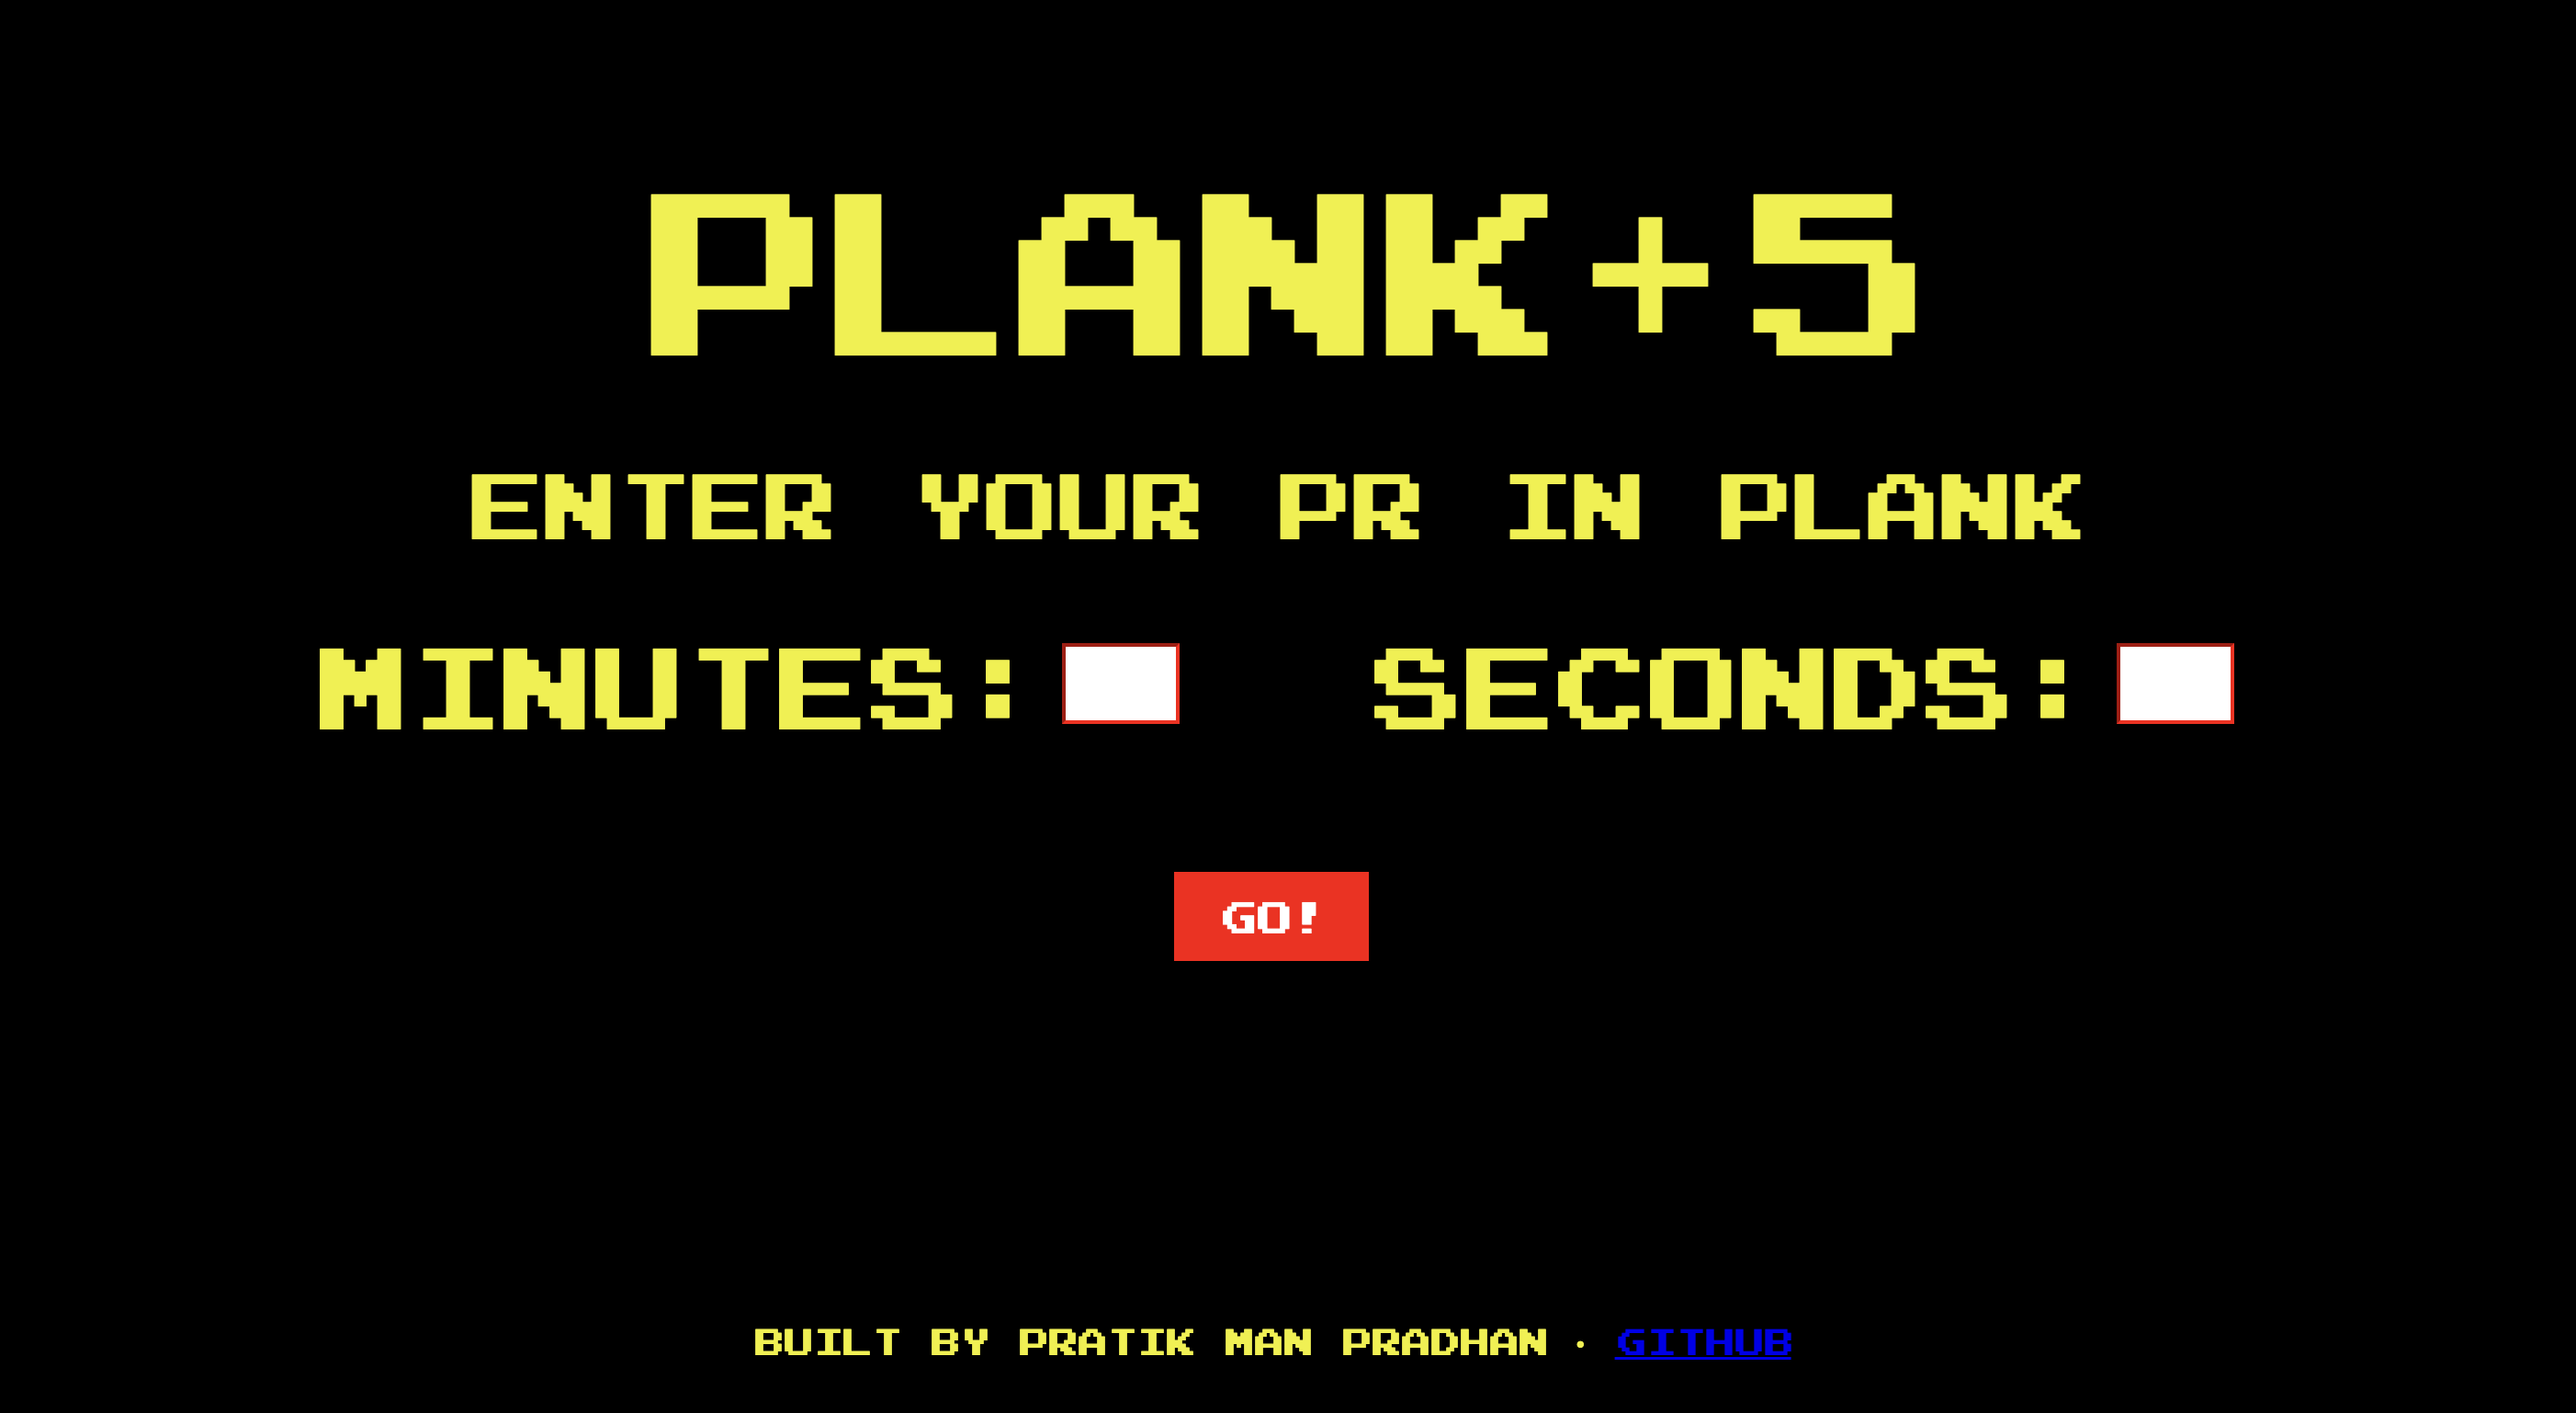 PLANK+5
ENTER YOUR PR IN PLANK
MINUTES: SECONDS:
GO!
BUILT BY PRATIK MAN PRADHAN · GITHUB